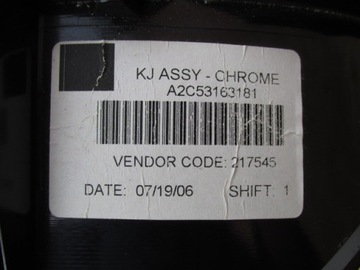 KJ ASSY - CHROME
A2C53163181
VENDOR CODE: 217545
DATE: 07/19/06 SHIFT: 1